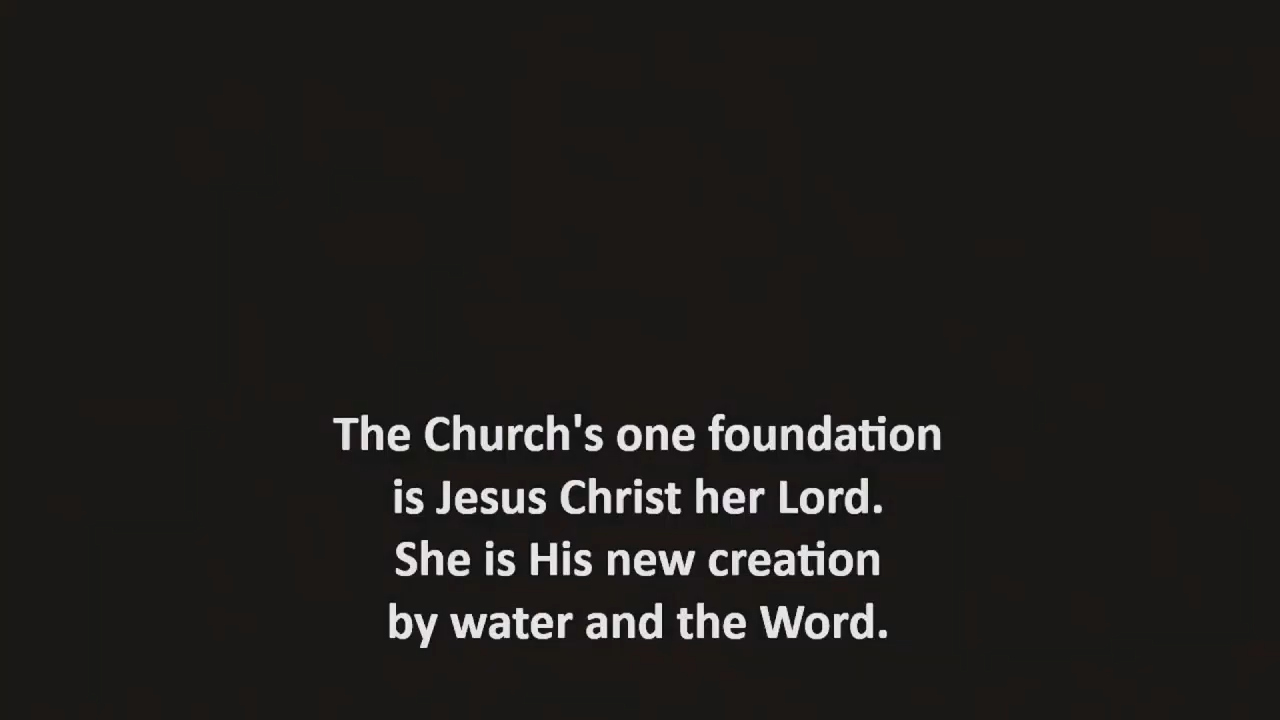 The Church's one foundation
is Jesus Christ her Lord.
She is His new creation
by water and the Word.